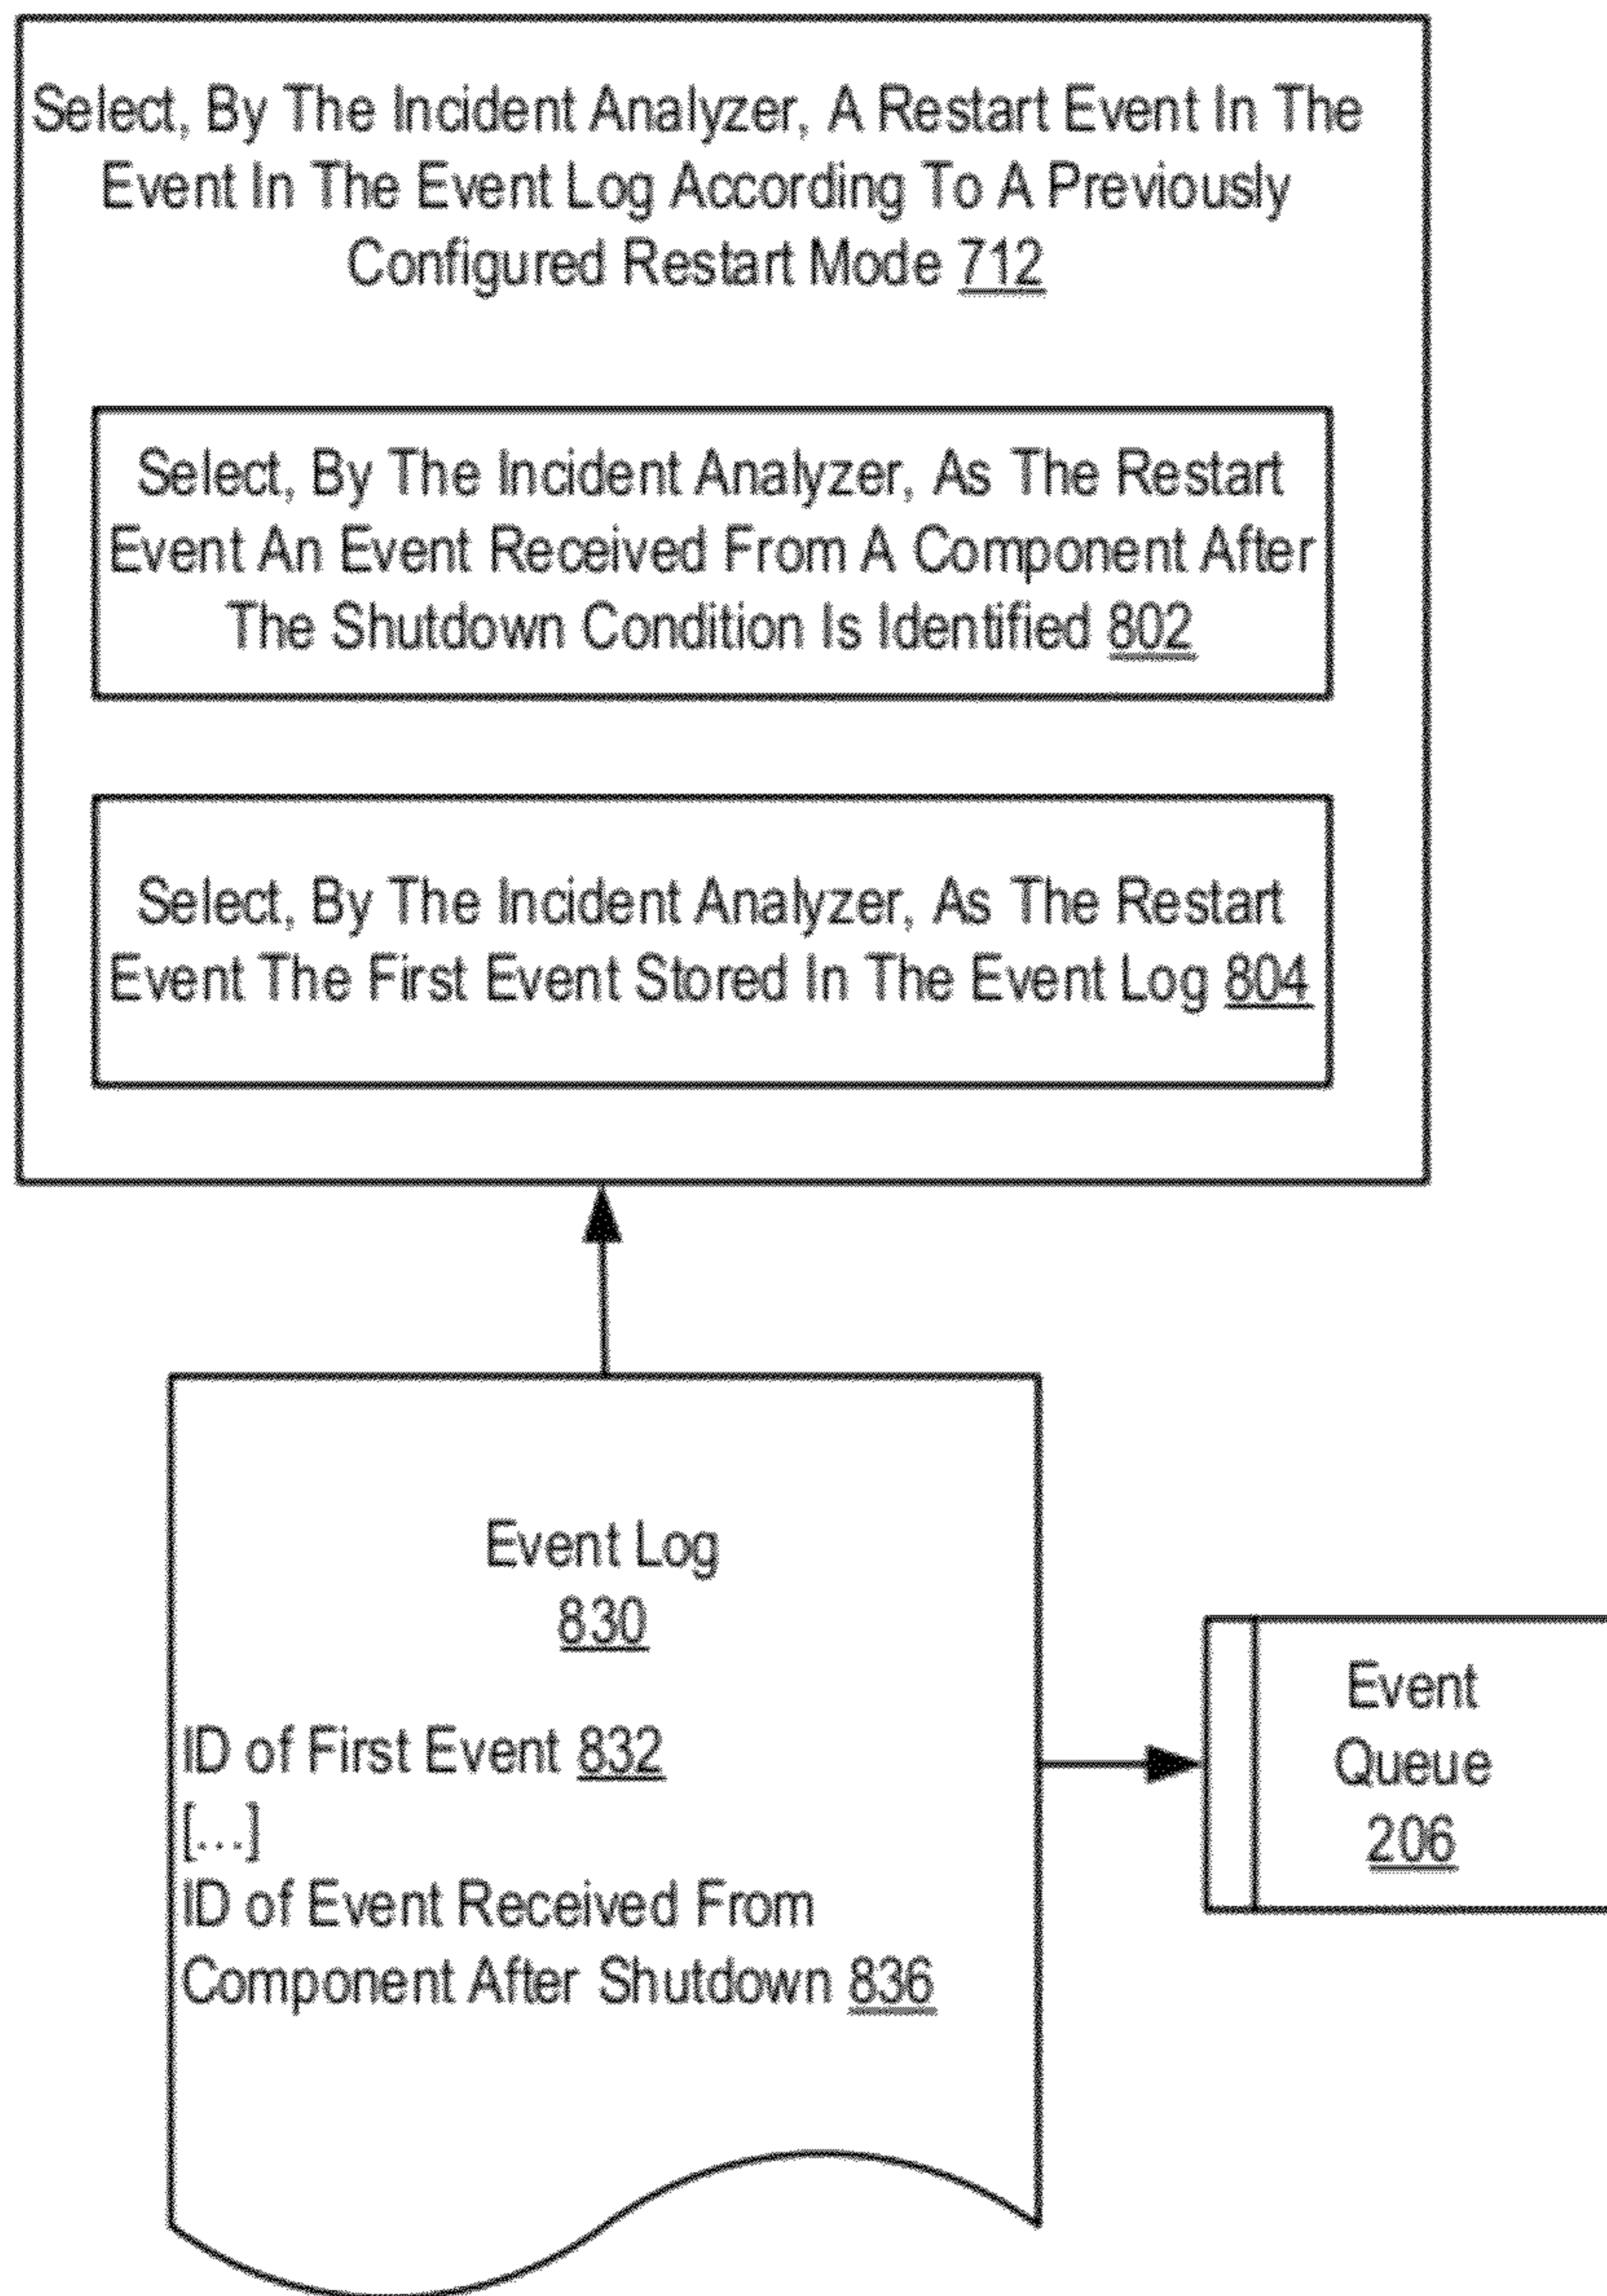 Select, By The Incident Analyzer, A Restart Event In The
Event In The Event Log According To A Previously
Configured Restart Mode 712
Select, By The Incident Analyzer, As The Restart
Event An Event Received From A Component After
The Shutdown Condition Is Identified 802
Select, By The Incident Analyzer, As The Restart
Event The First Event Stored In The Event Log 804
Event Log
830
ID of First Event 832
[...]
ID of Event Received From
Component After Shutdown 836
Event
Queue
206